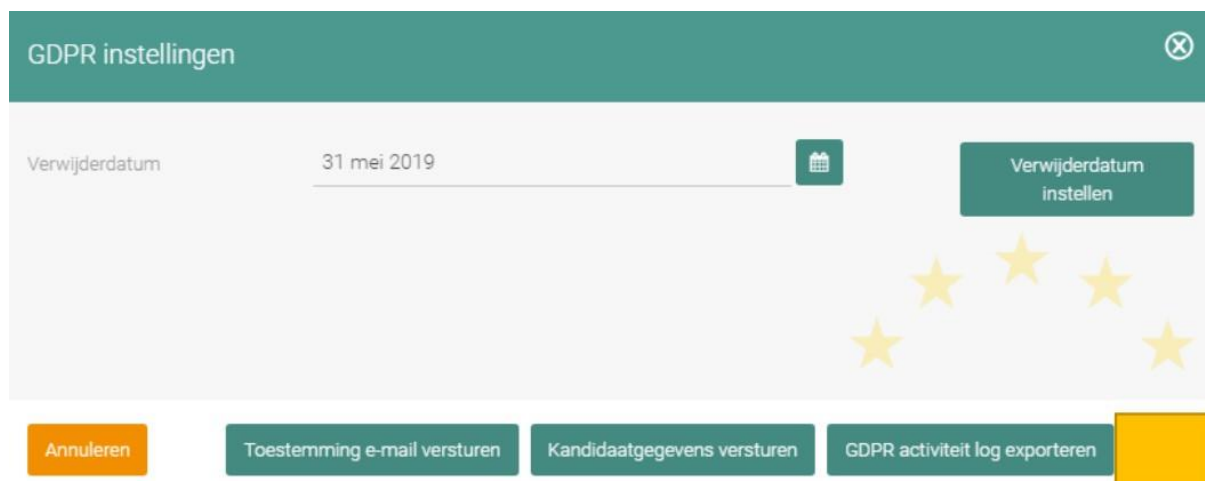 GDPR instellingen
Verwijderdatum
31 mei 2019
Verwijderdatum
instellen
Annuleren
Toestemming e-mail versturen
Kandidaatgegevens versturen
GDPR activiteit log exporteren